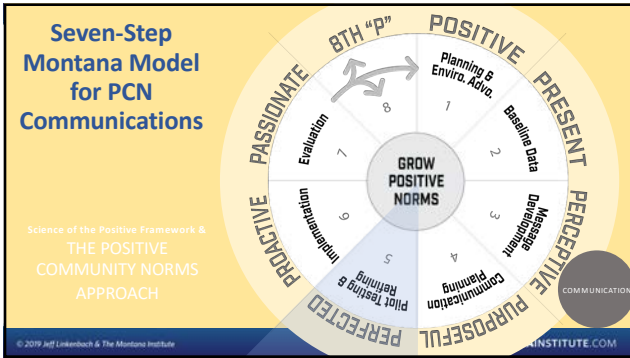 Seven-Step
Montana Model
for PCN
Communications
Science of the Positive Framework &
THE POSITIVE
COMMUNITY NORMS
APPROACH
8TH "P"
POSITIVE
PRESENT
PERCEPTIVE
PURPOSEFUL
PERFECTED
PROACTIVE
PASSIONATE
Planning &
Enviro. Advo.
1
Baseline Data
2
Message
Development
3
Communication
Planning
4
Pilot Testing &
Refining
5
Implementation
6
Evaluation
7
8
GROW
POSITIVE
NORMS
COMMUNICATION
© 2019 Jeff Linkenbach & The Montana Institute
AINSTITUTE.COM